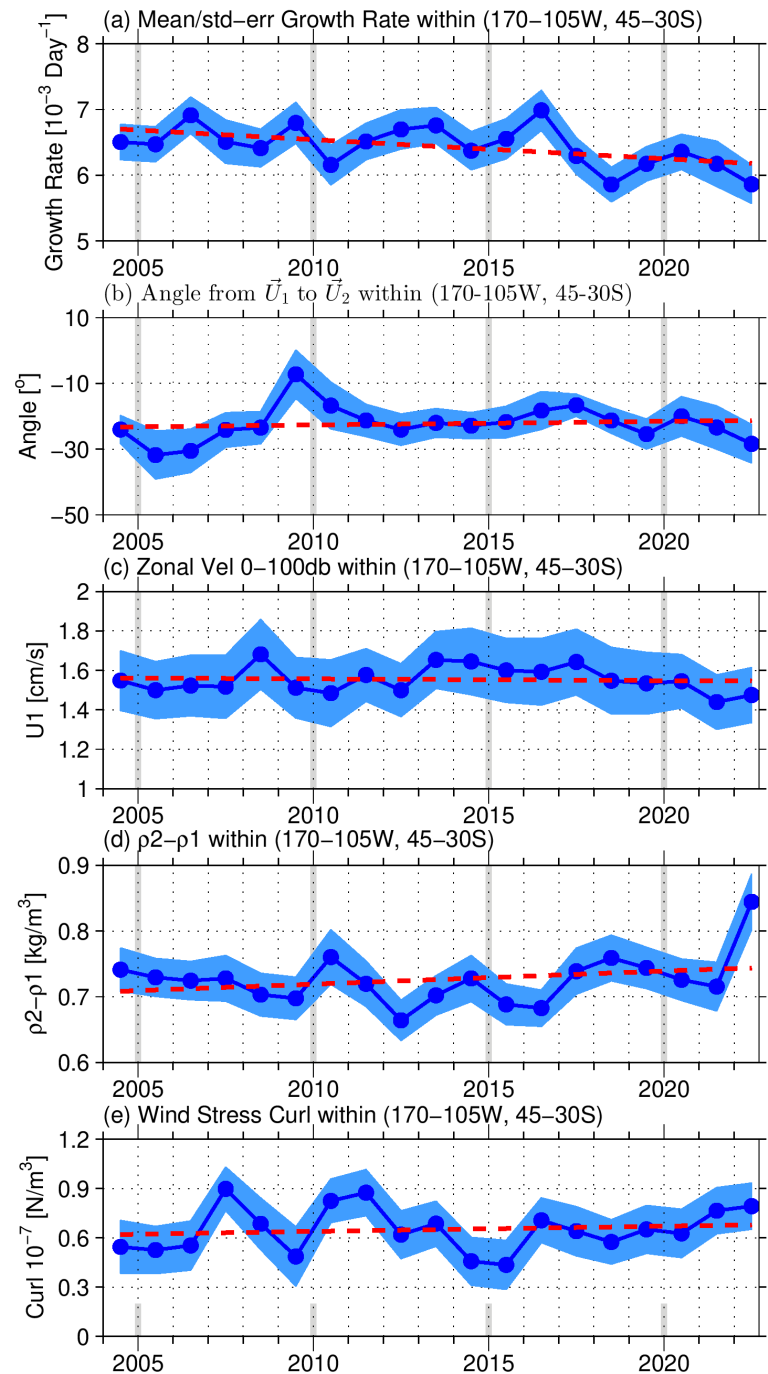 (a) Mean/std−err Growth Rate within (170−105W, 45−30S)
Growth Rate [10⁻³ Day⁻¹]
8
7
6
5
2005 2010 2015 2020
(b) Angle from U⃗₁ to U⃗₂ within (170-105W, 45-30S)
Angle [°]
10
−10
−30
−50
2005 2010 2015 2020
(c) Zonal Vel 0−100db within (170−105W, 45−30S)
U1 [cm/s]
2
1.8
1.6
1.4
1.2
1
2005 2010 2015 2020
(d) ρ2−ρ1 within (170−105W, 45−30S)
ρ2−ρ1 [kg/m³]
0.9
0.8
0.7
0.6
2005 2010 2015 2020
(e) Wind Stress Curl within (170−105W, 45−30S)
Curl 10⁻⁷ [N/m³]
1.2
0.9
0.6
0.3
0
2005 2010 2015 2020